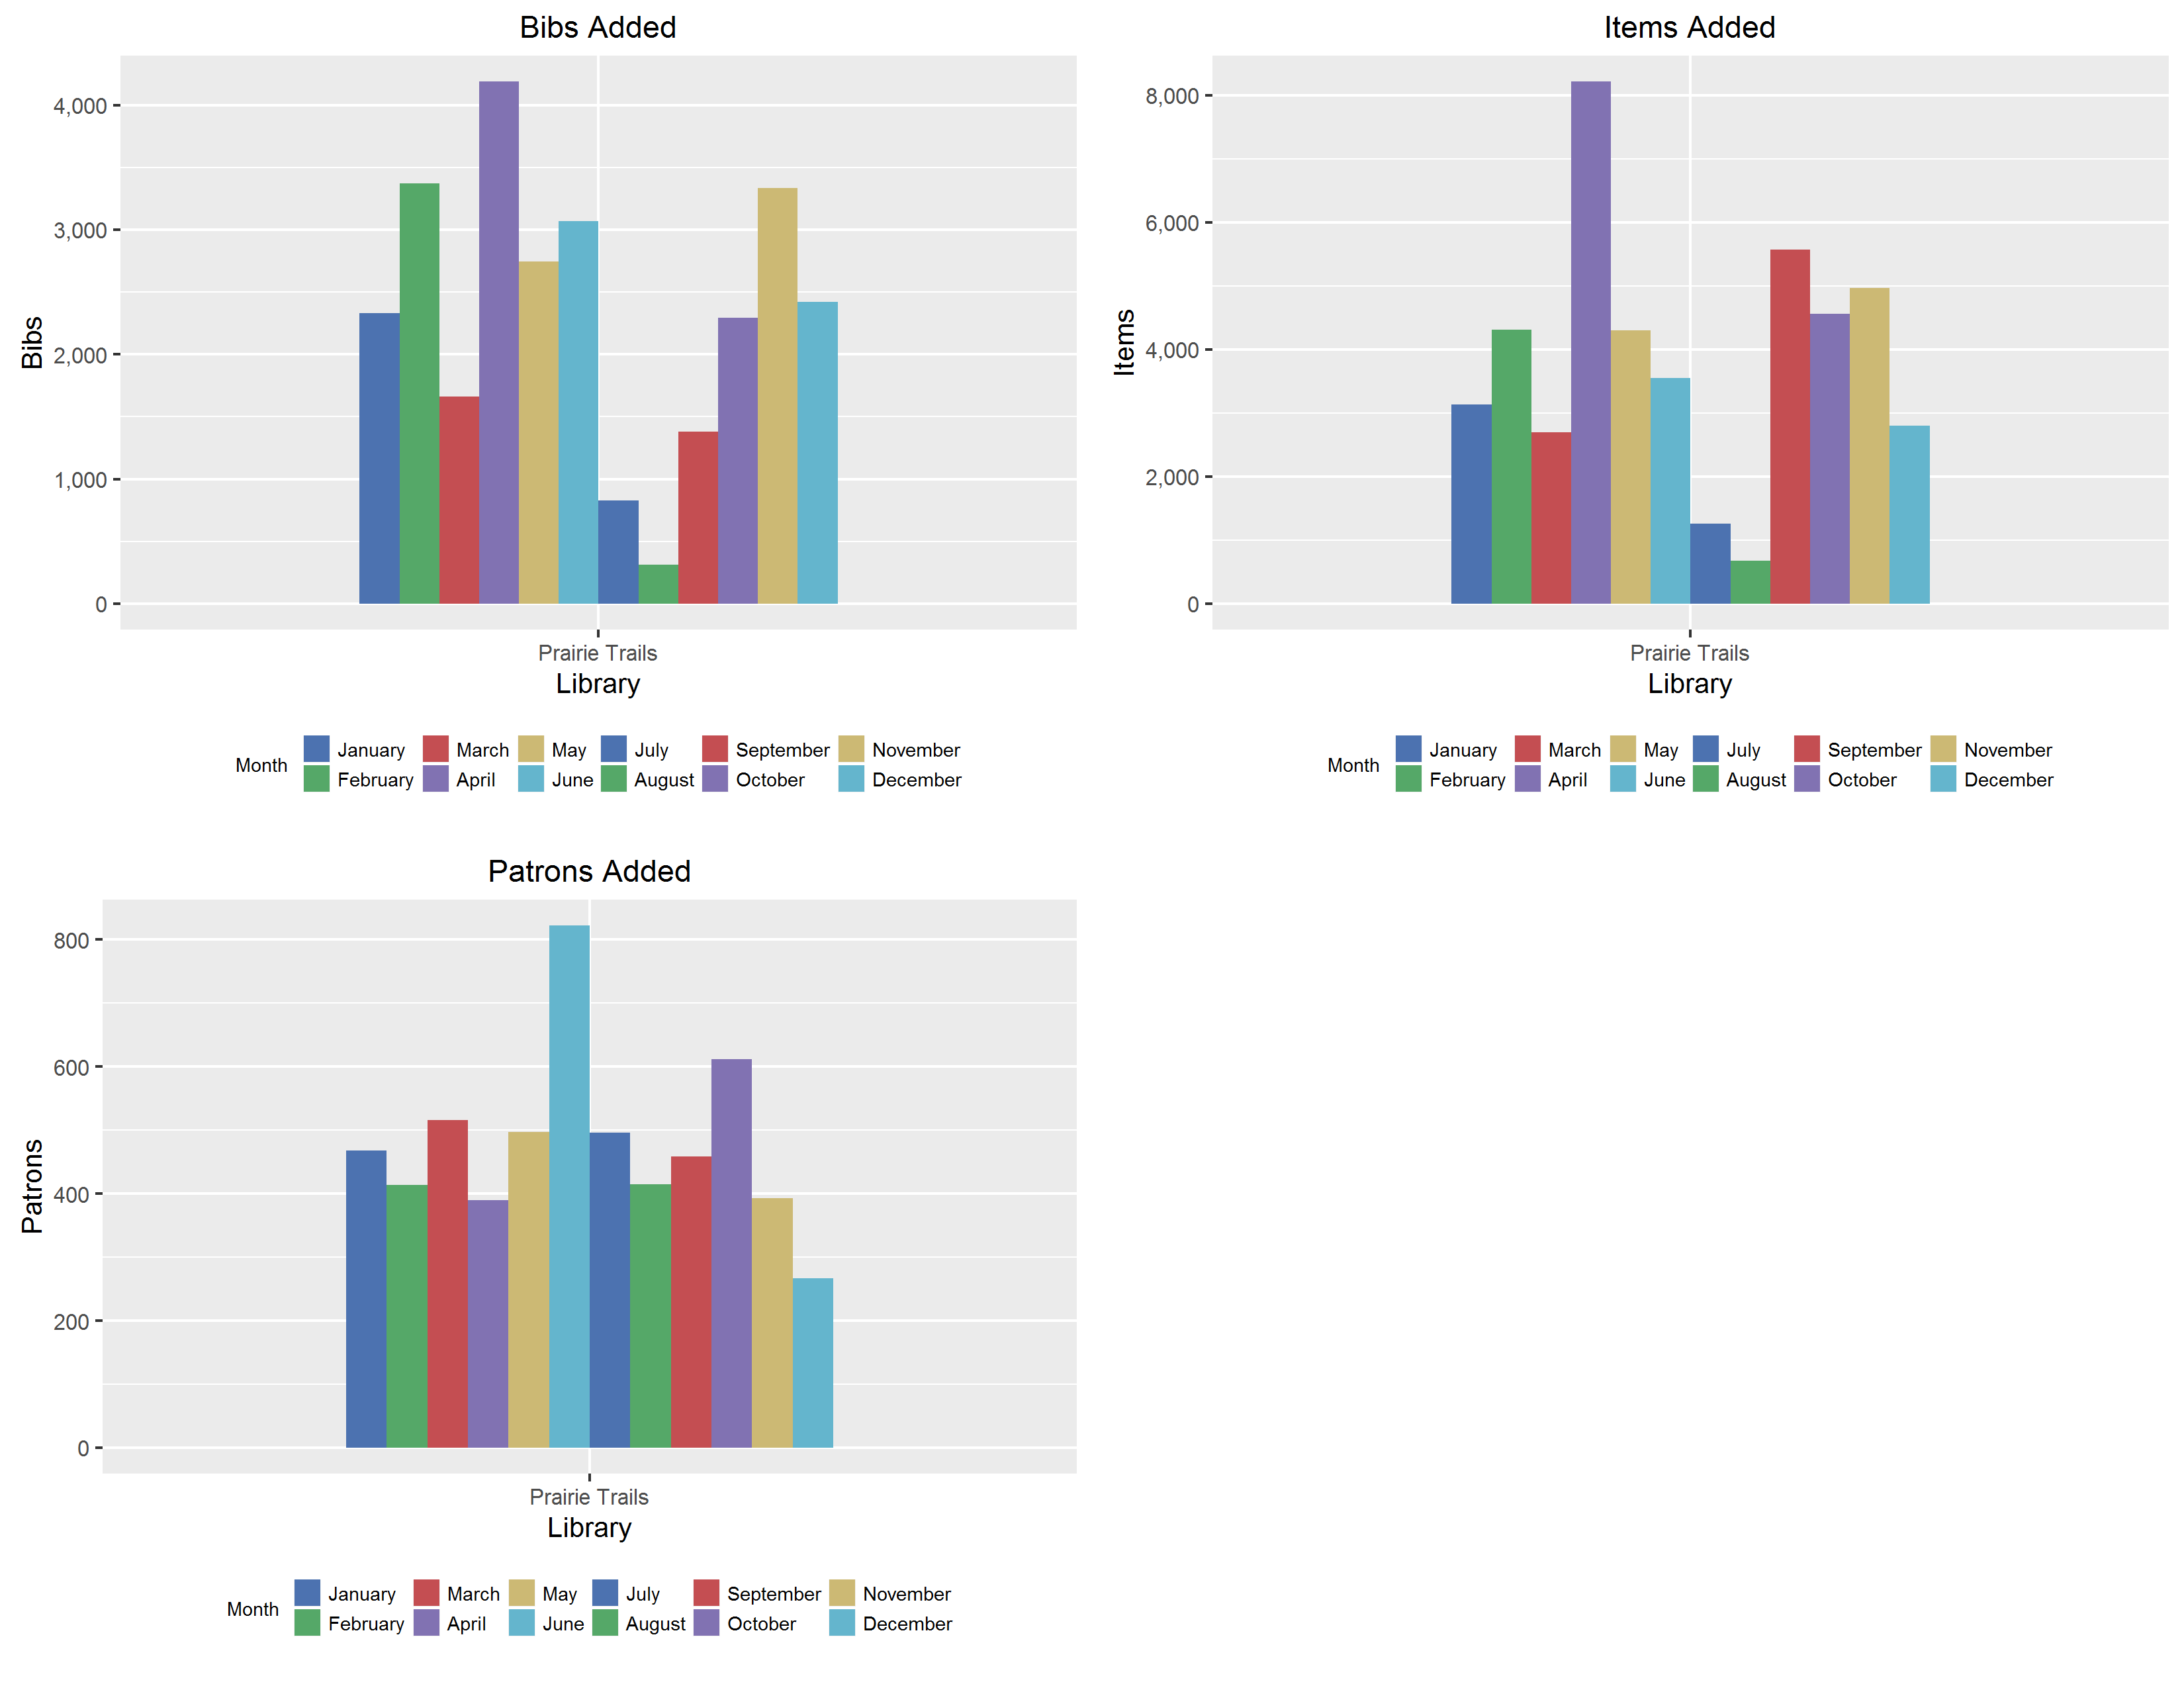 Bibs Added
4,000
3,000
2,000
1,000
0
Bibs
Prairie Trails
Library
Month
January March May July September November
February April June August October December
Items Added
8,000
6,000
4,000
2,000
0
Items
Prairie Trails
Library
Month
January March May July September November
February April June August October December
Patrons Added
800
600
400
200
0
Patrons
Prairie Trails
Library
Month
January March May July September November
February April June August October December